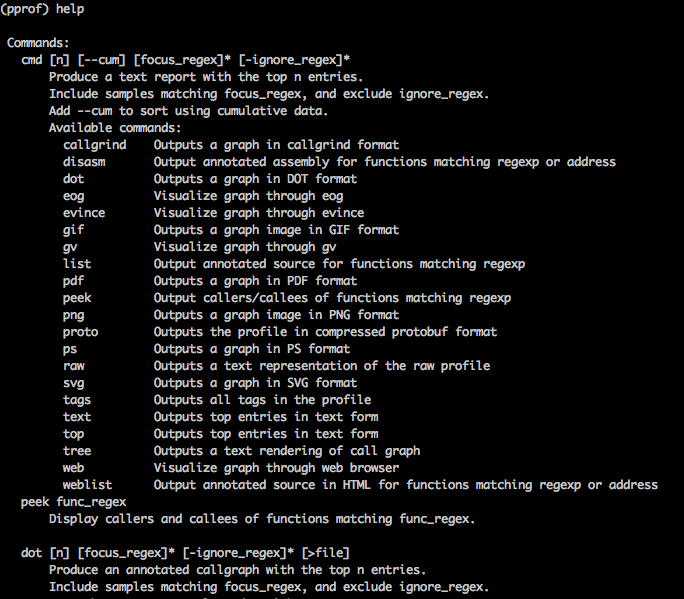 (pprof) help

 Commands:
   cmd [n] [--cum] [focus_regex]* [-ignore_regex]*
       Produce a text report with the top n entries.
       Include samples matching focus_regex, and exclude ignore_regex.
       Add --cum to sort using cumulative data.
       Available commands:
         callgrind    Outputs a graph in callgrind format
         disasm       Output annotated assembly for functions matching regexp or address
         dot          Outputs a graph in DOT format
         eog          Visualize graph through eog
         evince       Visualize graph through evince
         gif          Outputs a graph image in GIF format
         gv           Visualize graph through gv
         list         Output annotated source for functions matching regexp
         pdf          Outputs a graph in PDF format
         peek         Output callers/callees of functions matching regexp
         png          Outputs a graph image in PNG format
         proto        Outputs the profile in compressed protobuf format
         ps           Outputs a graph in PS format
         raw          Outputs a text representation of the raw profile
         svg          Outputs a graph in SVG format
         tags         Outputs all tags in the profile
         text         Outputs top entries in text form
         top          Outputs top entries in text form
         tree         Outputs a text rendering of call graph
         web          Visualize graph through web browser
         weblist      Output annotated source in HTML for functions matching regexp or address
   peek func_regex
       Display callers and callees of functions matching func_regex.

   dot [n] [focus_regex]* [-ignore_regex]* [>file]
       Produce an annotated callgraph with the top n entries.
       Include samples matching focus_regex, and exclude ignore_regex.